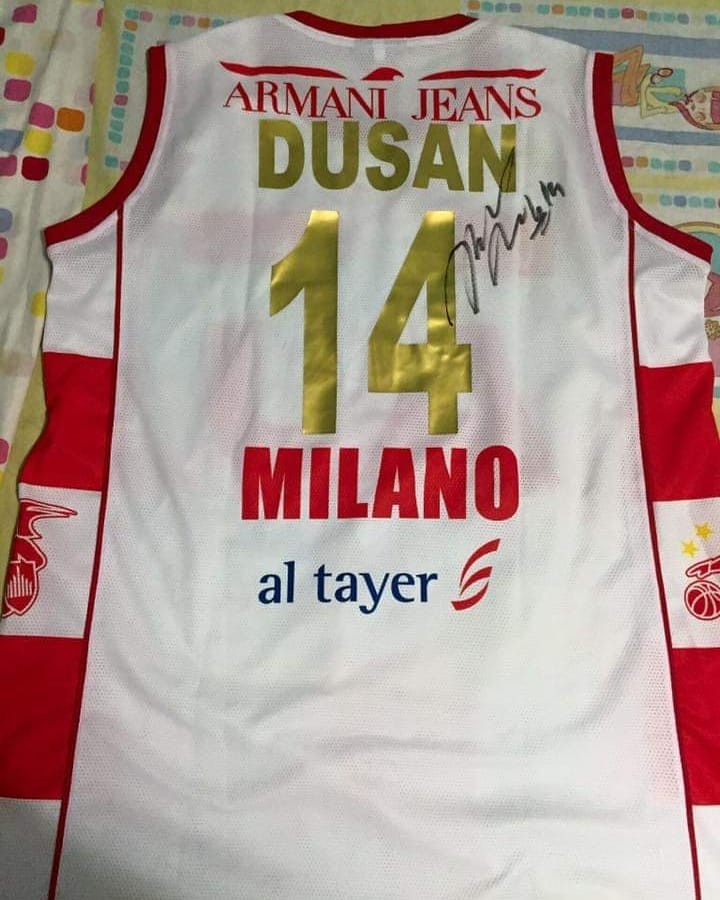 ARMANI JEANS
DUSAN
14
MILANO
al tayer